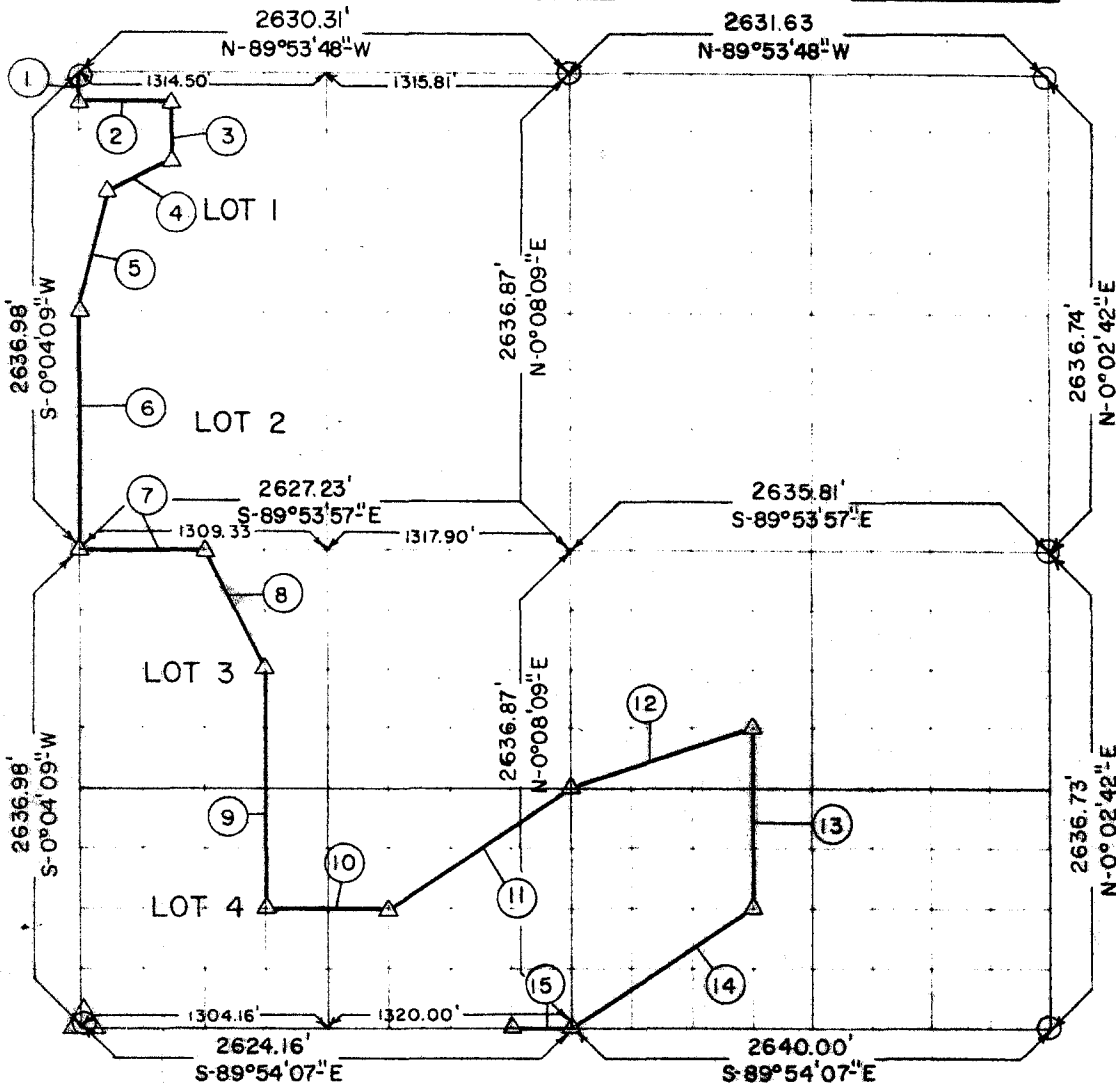 2630.31'
N-89°53'48"-W
2631.63
N-89°53'48"-W
1
1314.50'
1315.81'
2
3
4
LOT 1
5
2636.98'
S-0°04'09"-W
2636.87'
N-0°08'09"-E
2636.74'
N-0°02'42"-E
6
LOT 2
7
2627.23'
S-89°53'57"-E
2635.81'
S-89°53'57"-E
1309.33
1317.90'
8
LOT 3
2636.87'
N-0°08'09"-E
12
2636.98'
S-0°04'09"-W
9
13
2636.73'
N-0°02'42"-E
10
11
LOT 4
14
15
1304.16'
1320.00'
2624.16'
S-89°54'07"-E
2640.00'
S-89°54'07"-E